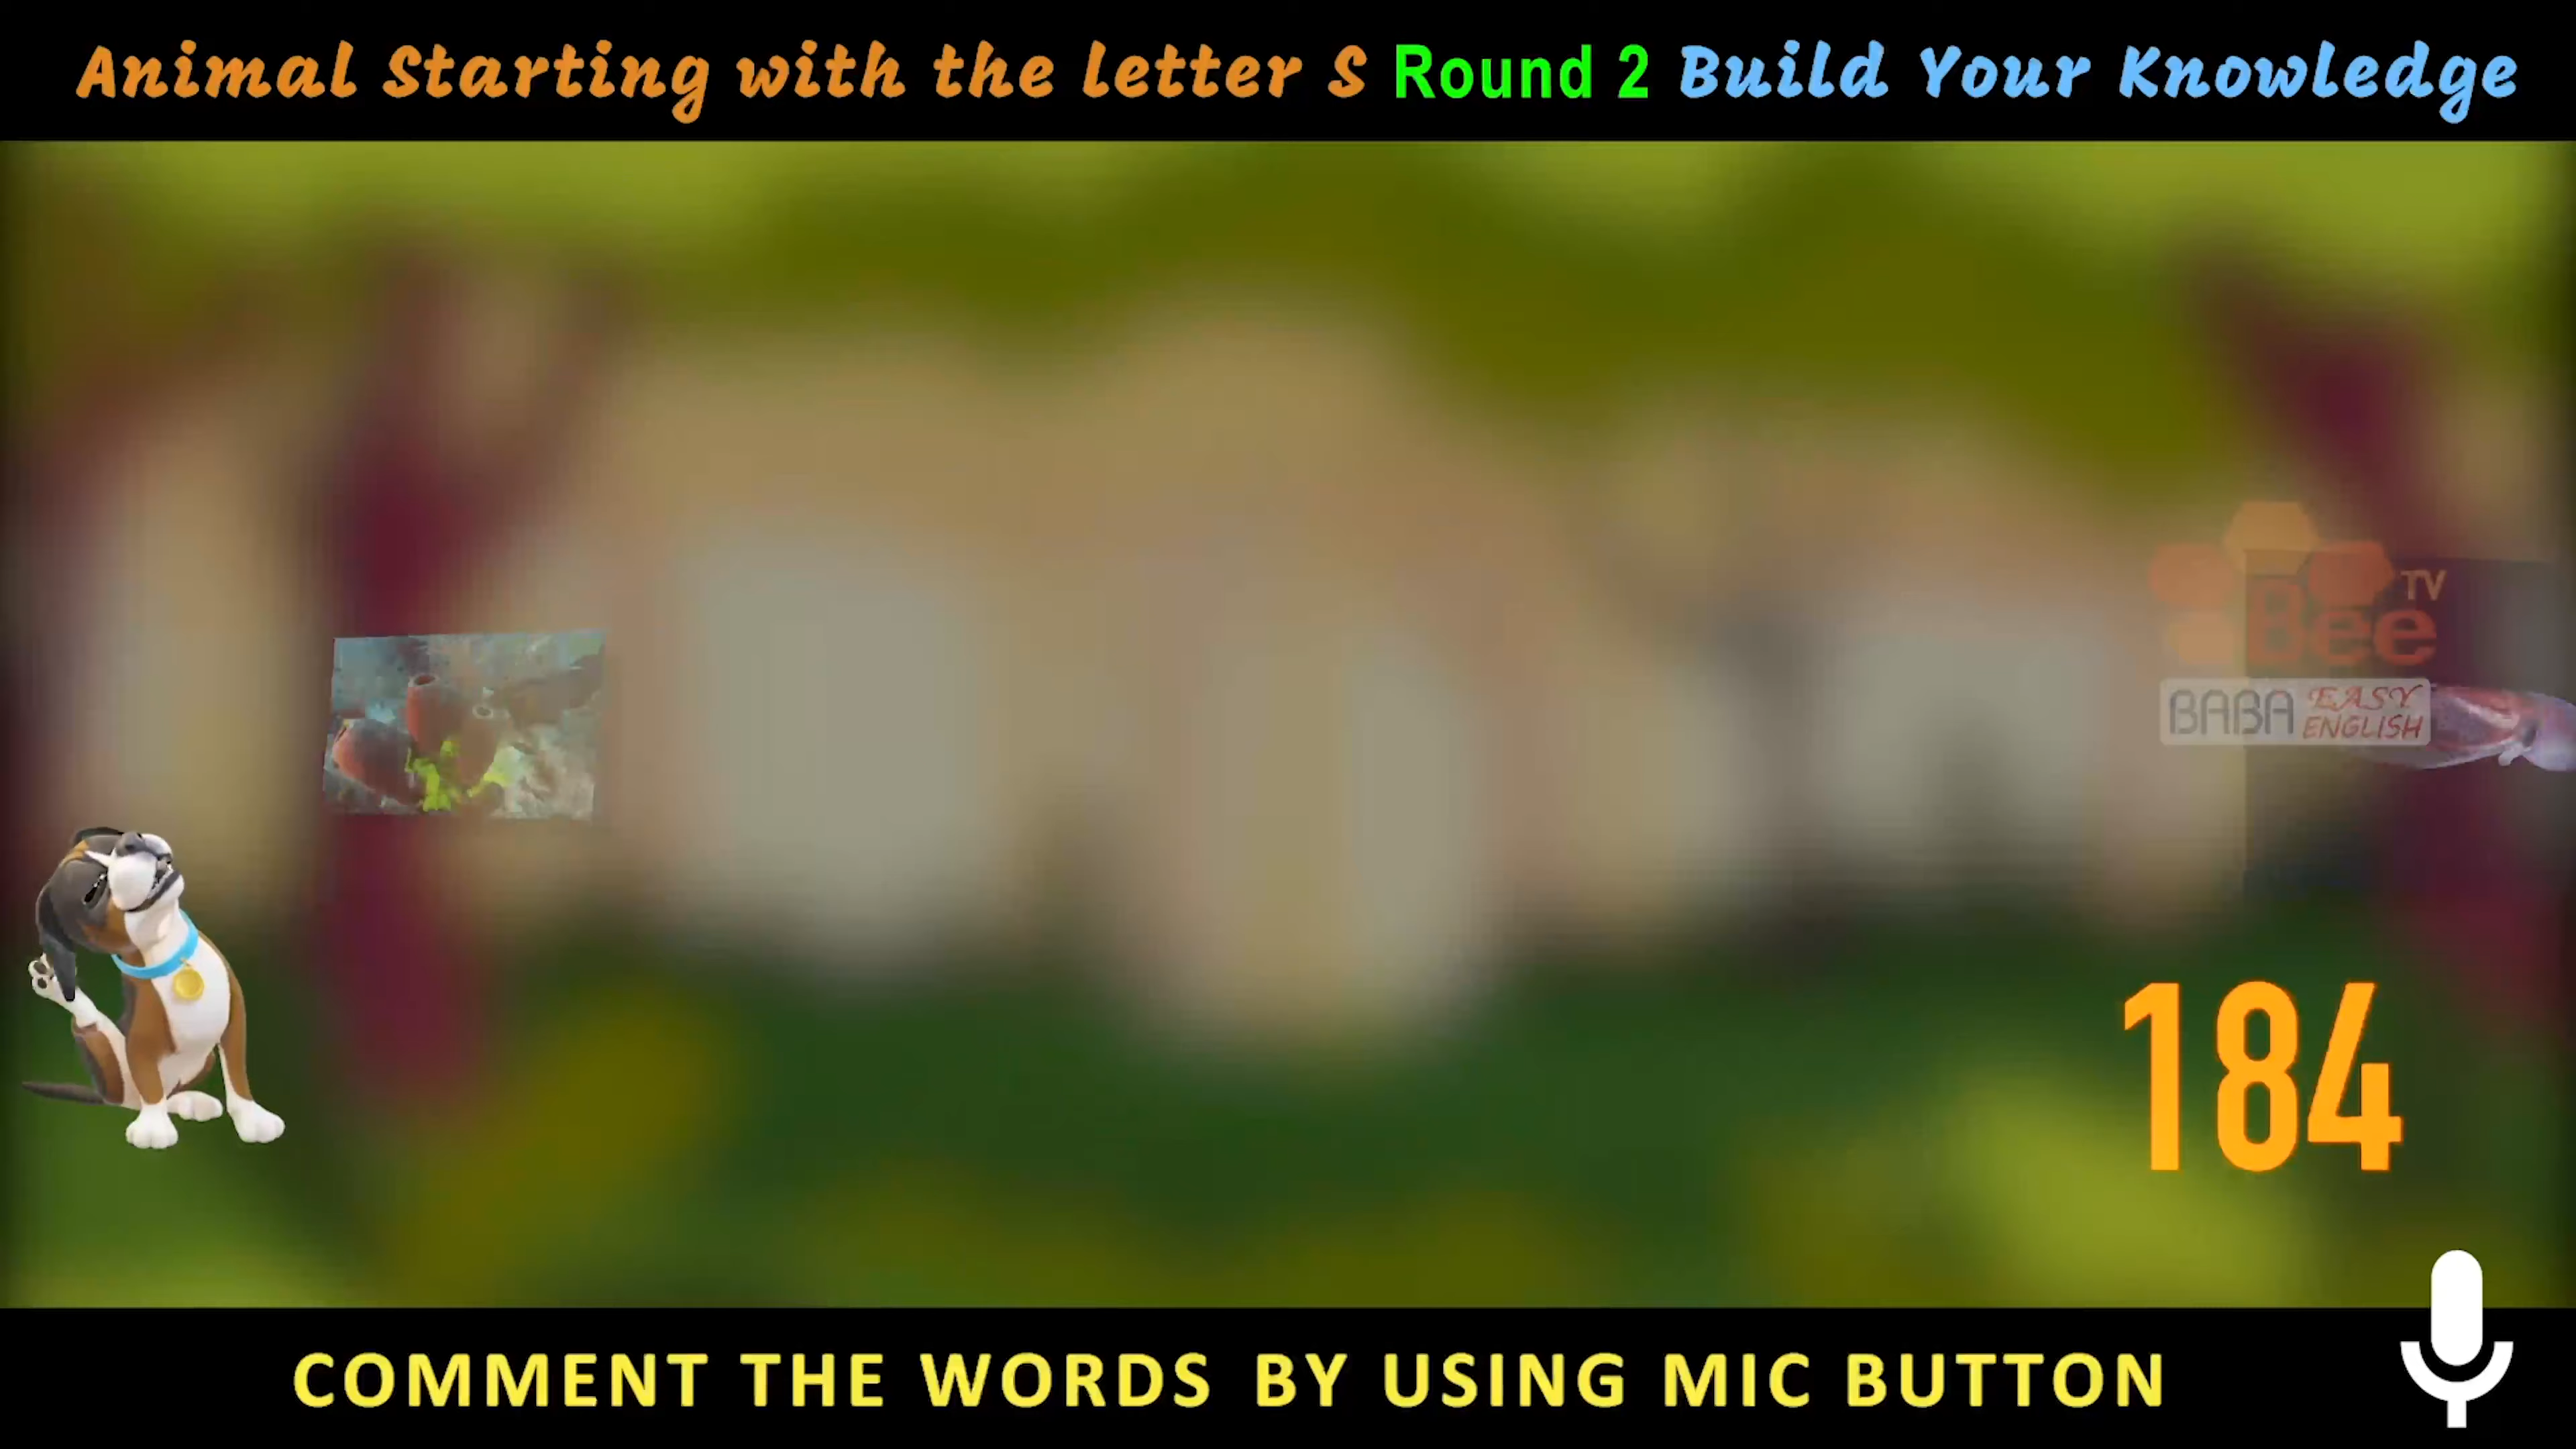 Animal Starting with the letter S Round 2 Build Your Knowledge
TV
Bee
BABA EASY ENGLISH
184
COMMENT THE WORDS BY USING MIC BUTTON